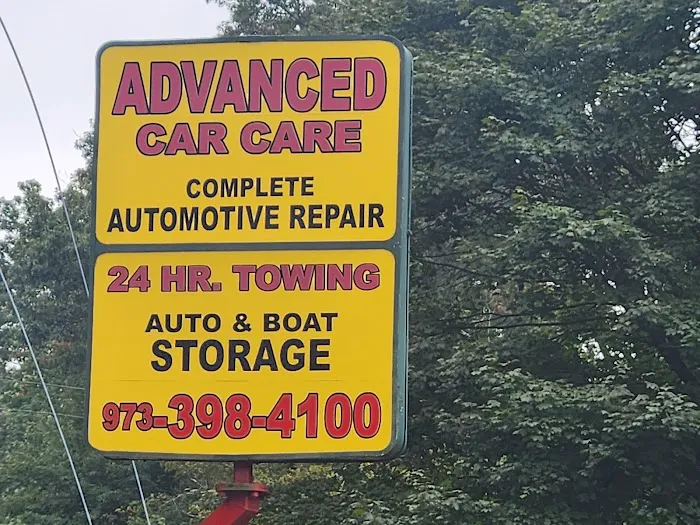 ADVANCED
CAR CARE
COMPLETE
AUTOMOTIVE REPAIR
24 HR. TOWING
AUTO & BOAT
STORAGE
973-398-4100